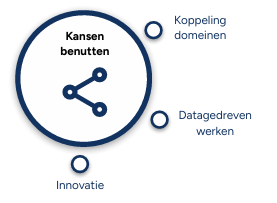 Kansen
benutten
Koppeling
domeinen
Datagedreven
werken
Innovatie